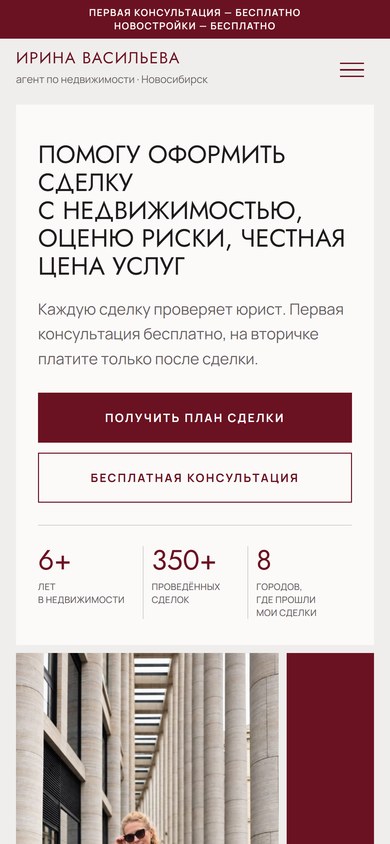 ПЕРВАЯ КОНСУЛЬТАЦИЯ — БЕСПЛАТНО
НОВОСТРОЙКИ — БЕСПЛАТНО
ИРИНА ВАСИЛЬЕВА
агент по недвижимости · Новосибирск
ПОМОГУ ОФОРМИТЬ
СДЕЛКУ
С НЕДВИЖИМОСТЬЮ,
ОЦЕНЮ РИСКИ, ЧЕСТНАЯ
ЦЕНА УСЛУГ
Каждую сделку проверяет юрист. Первая
консультация бесплатно, на вторичке
платите только после сделки.
ПОЛУЧИТЬ ПЛАН СДЕЛКИ
БЕСПЛАТНАЯ КОНСУЛЬТАЦИЯ
6+
ЛЕТ
В НЕДВИЖИМОСТИ
350+
ПРОВЕДЁННЫХ
СДЕЛОК
8
ГОРОДОВ,
ГДЕ ПРОШЛИ
МОИ СДЕЛКИ